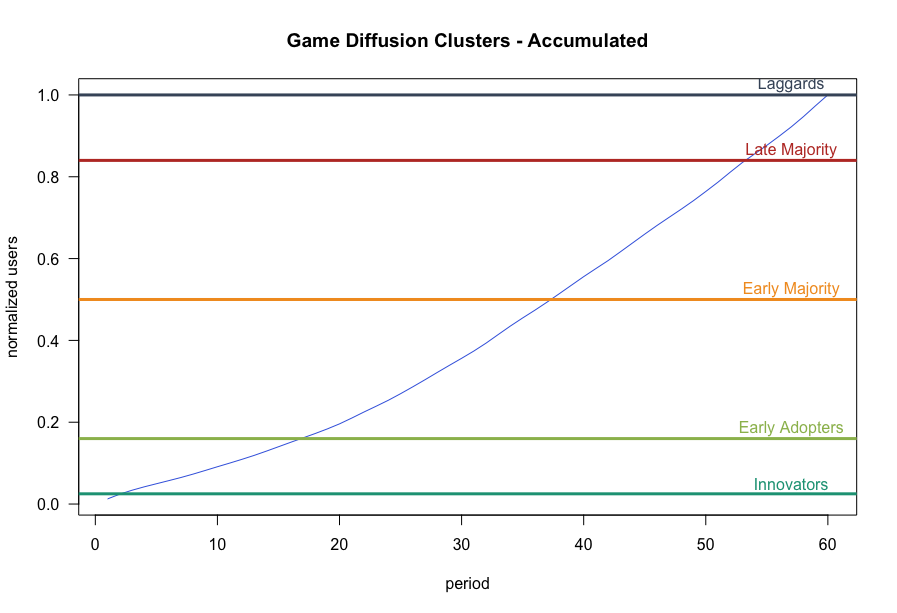 Game Diffusion Clusters - Accumulated
Laggards
1.0
Late Majority
0.8
normalized users
0.6
Early Majority
0.4
0.2
Early Adopters
Innovators
0.0
0 10 20 30 40 50 60
period